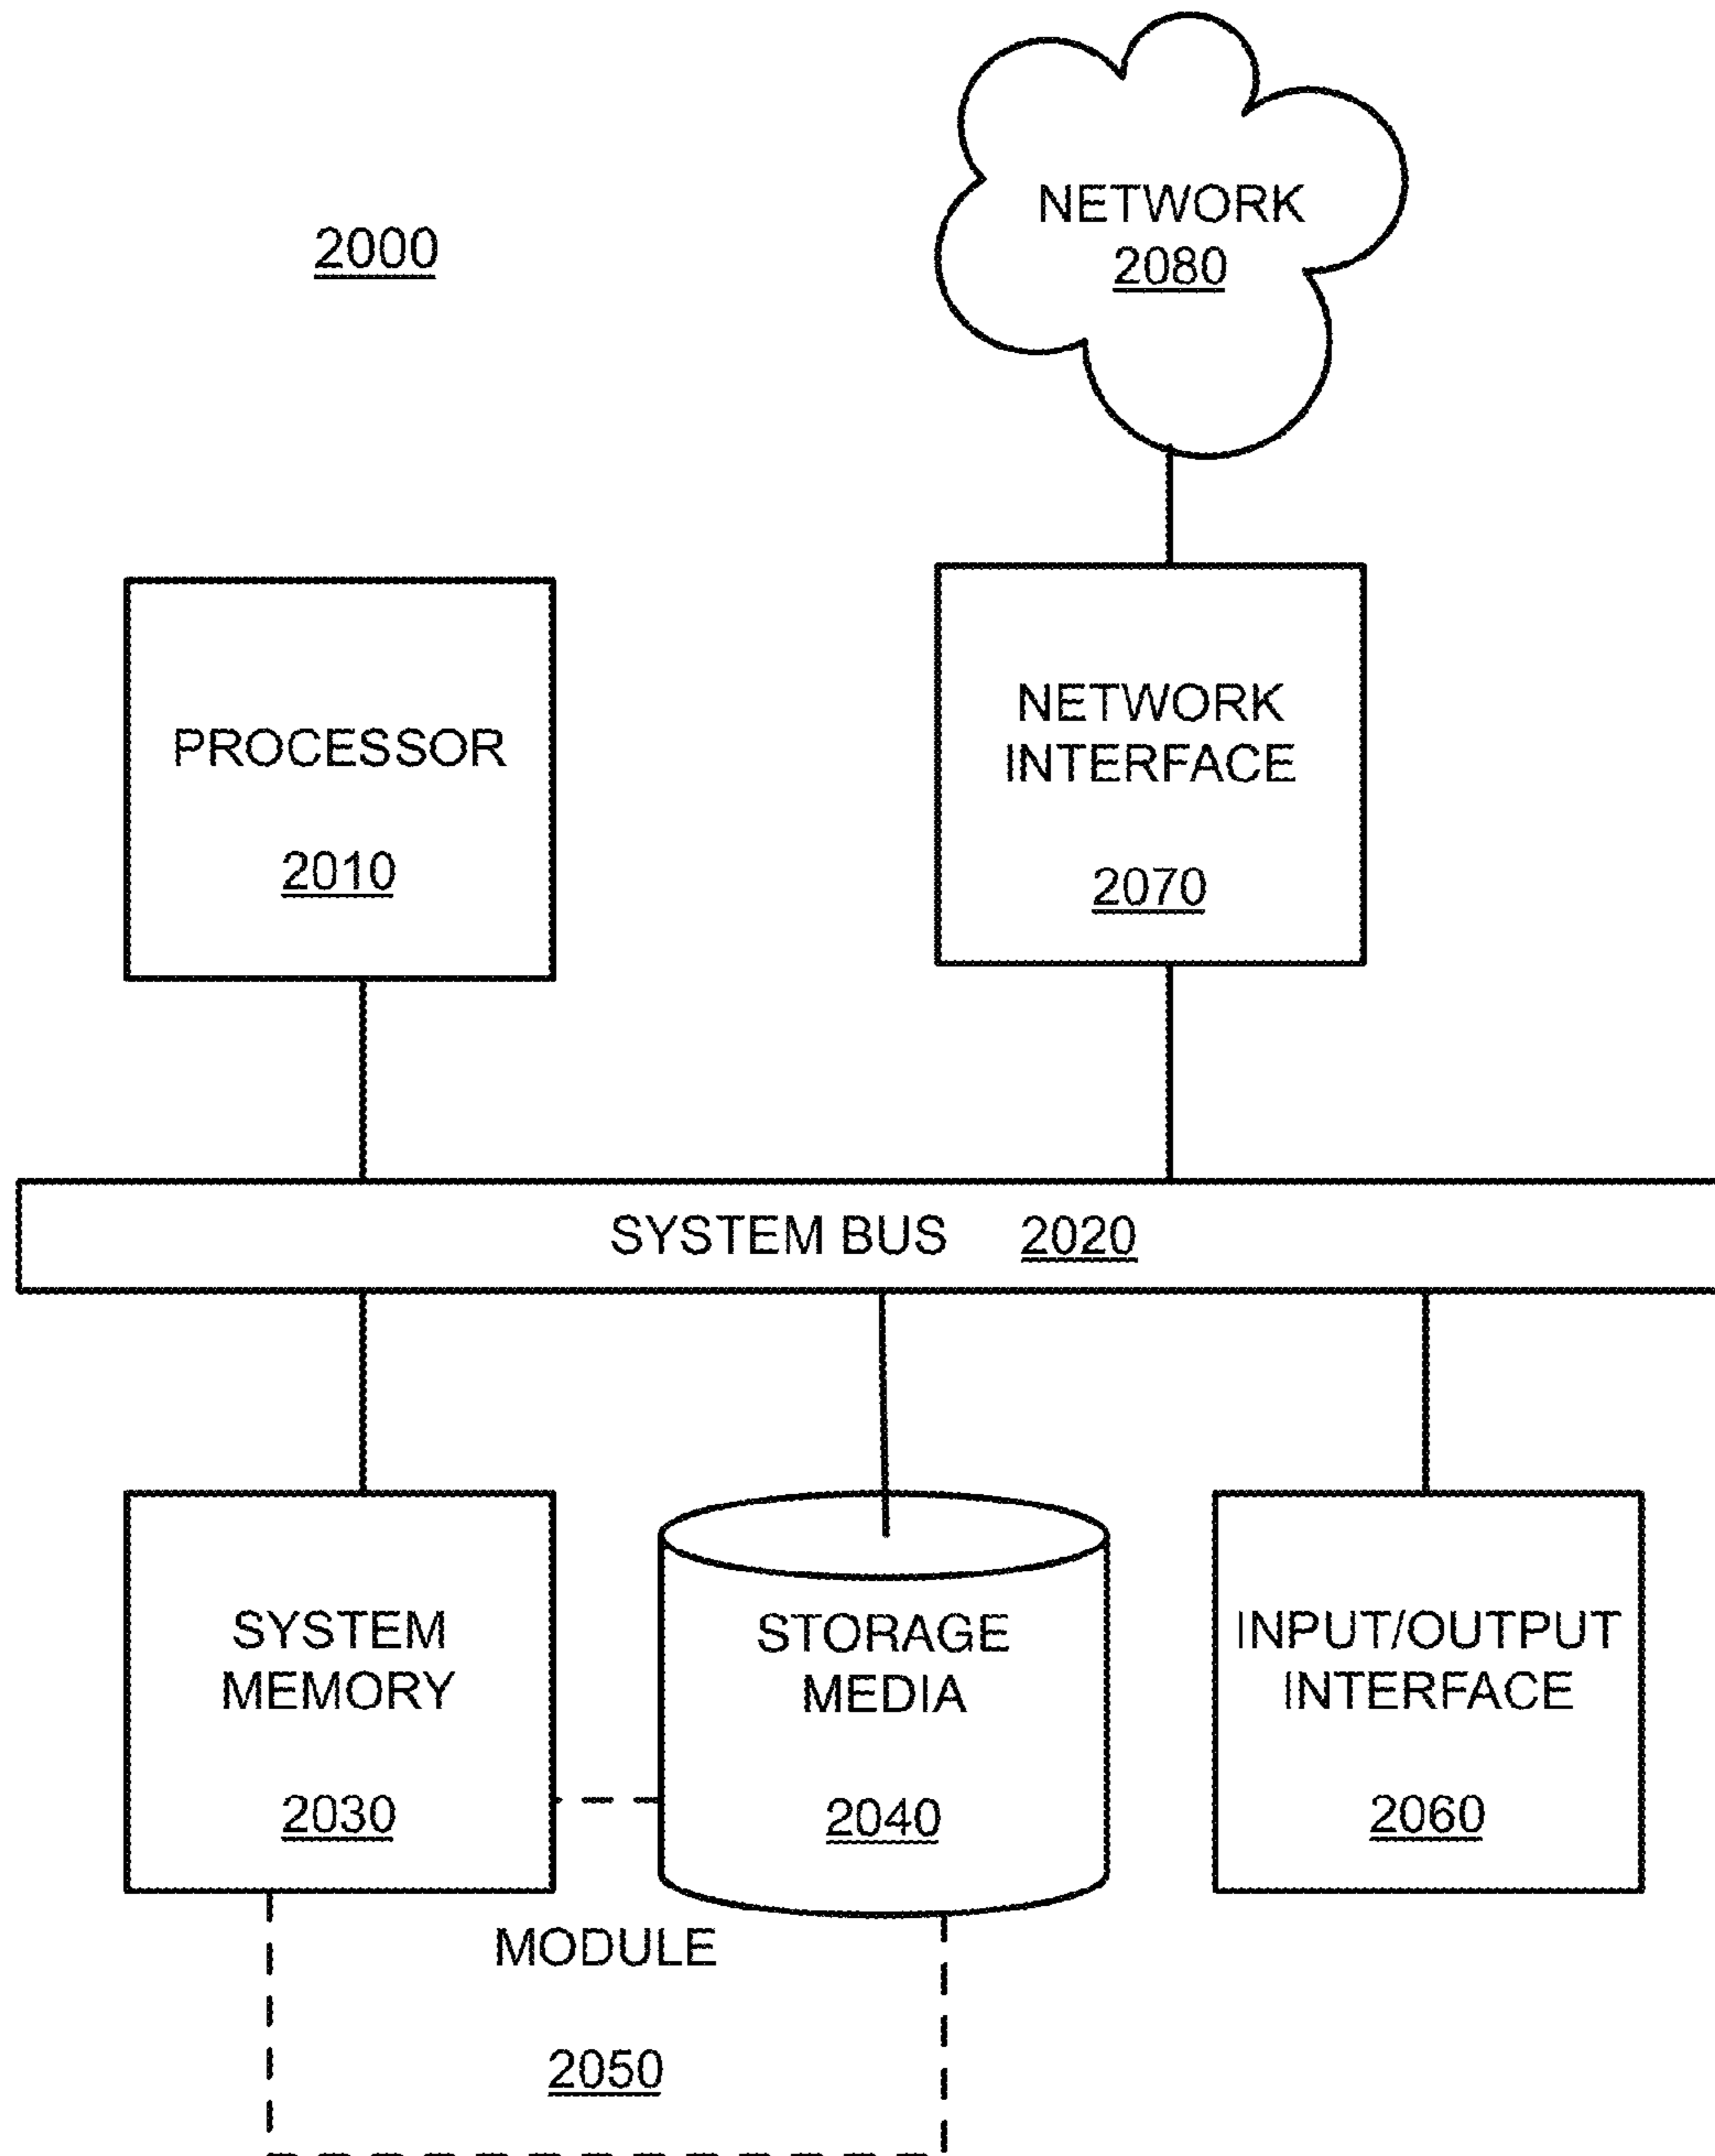 NETWORK
2080
2000
PROCESSOR
2010
NETWORK
INTERFACE
2070
SYSTEM BUS 2020
SYSTEM
MEMORY
2030
STORAGE
MEDIA
2040
INPUT/OUTPUT
INTERFACE
2060
MODULE
2050